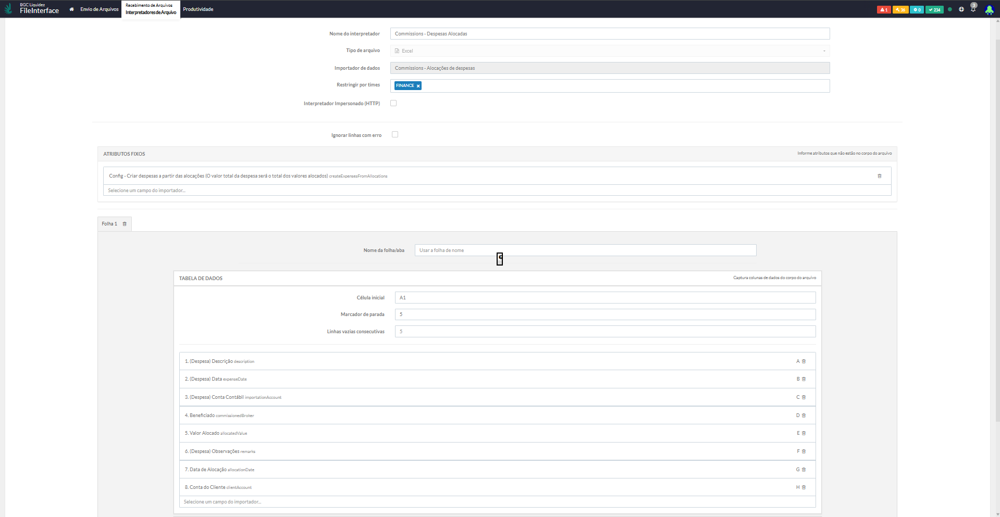 BGC Liquidez
FileInterface
Envio de Arquivos
Recebimento de Arquivos
Interpretadores de Arquivo
Produtividade
1
36
0
234
3
Nome do interpretador
Commissions - Despesas Alocadas
Tipo de arquivo
Excel
Importador de dados
Commissions - Alocações de despesas
Restringir por times
FINANCE ×
Interpretador Impersonado (HTTP)
Ignorar linhas com erro
ATRIBUTOS FIXOS
Informe atributos que não estão no corpo do arquivo
Config - Criar despesas a partir das alocações (O valor total da despesa será o total dos valores alocados) createExpensesFromAllocations
Selecione um campo do importador...
Folha 1
Nome da folha/aba
Usar a folha de nome
TABELA DE DADOS
Captura colunas de dados do corpo do arquivo
Célula inicial
A1
Marcador de parada
5
Linhas vazias consecutivas
5
1. (Despesa) Descrição description A
2. (Despesa) Data expenseDate B
3. (Despesa) Conta Contábil importationAccount C
4. Beneficiado commissionedBroker D
5. Valor Alocado allocatedValue E
6. (Despesa) Observações remarks F
7. Data de Alocação allocationDate G
8. Conta do Cliente clientAccount H
Selecione um campo do importador...